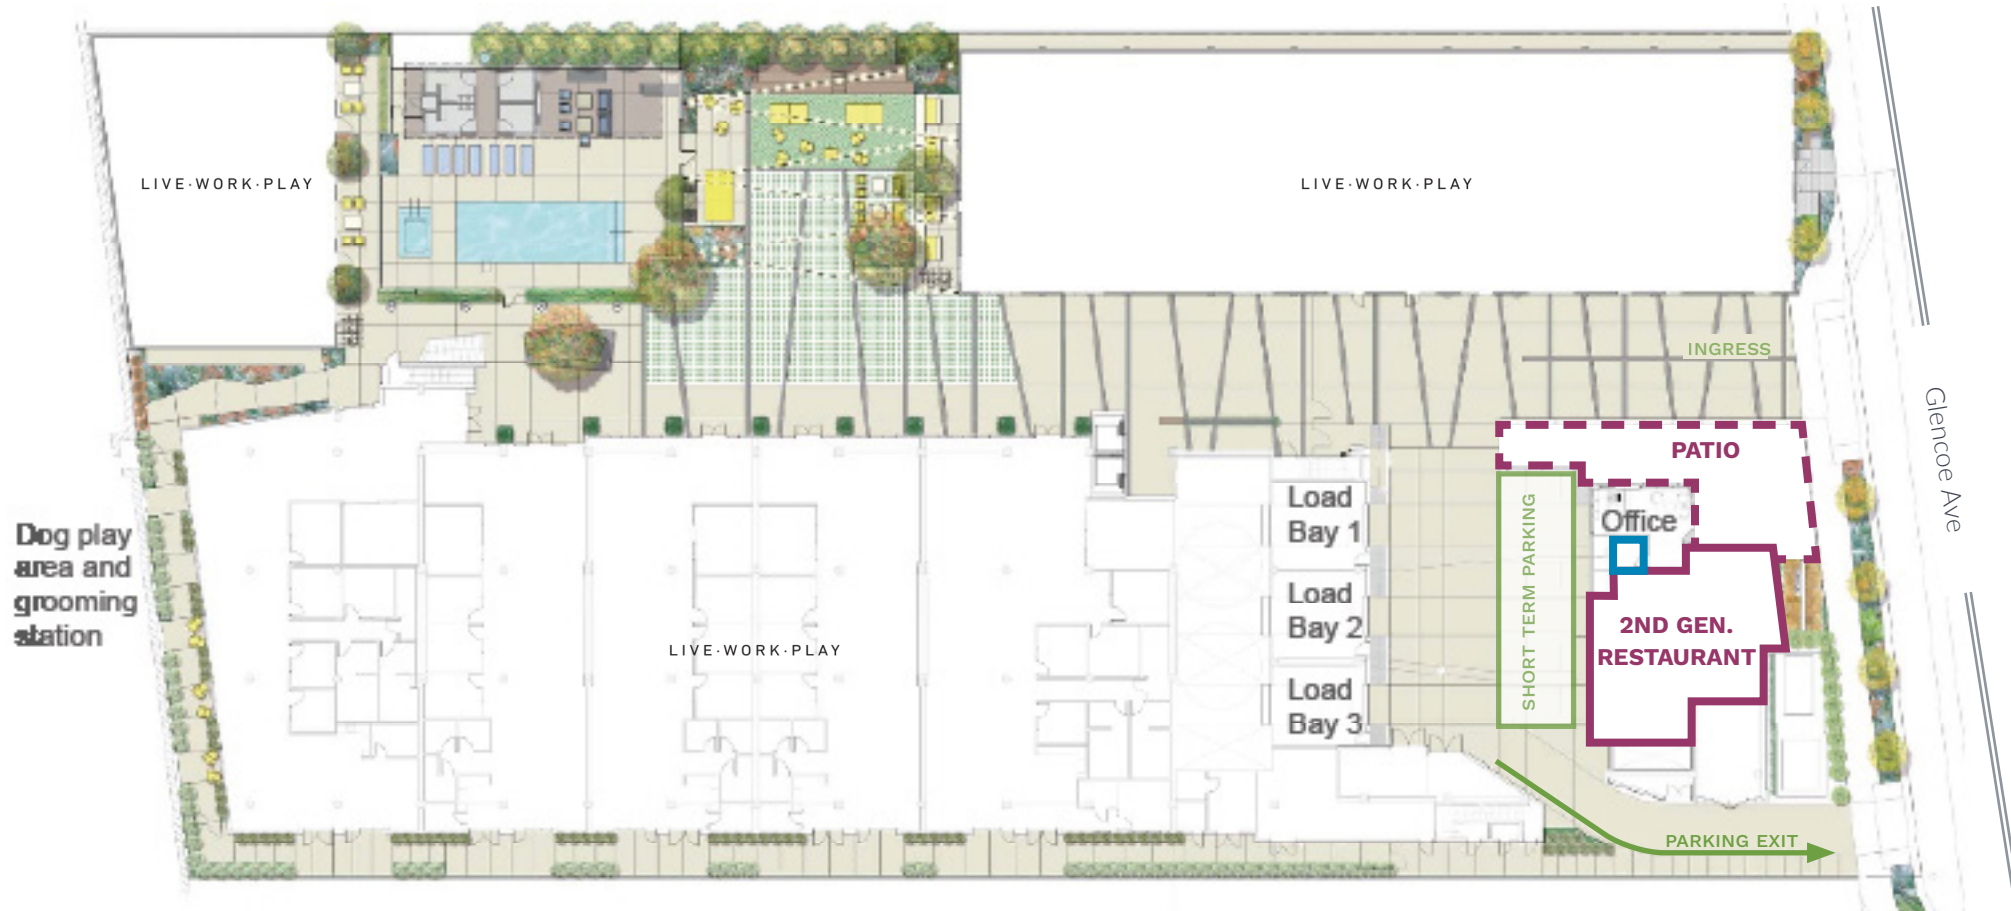 LIVE·WORK·PLAY
LIVE·WORK·PLAY
INGRESS
Glencoe Ave
PATIO
Load
Bay 1
SHORT TERM PARKING
Office
Dog play
area and
grooming
station
Load
Bay 2
2ND GEN.
RESTAURANT
LIVE·WORK·PLAY
Load
Bay 3
PARKING EXIT